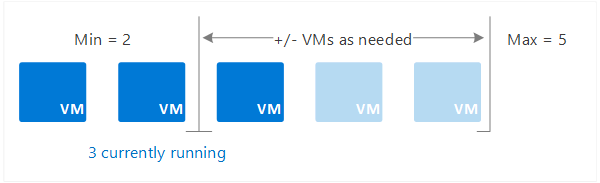 Min = 2
+/- VMs as needed
Max = 5
VM
VM
VM
VM
VM
3 currently running